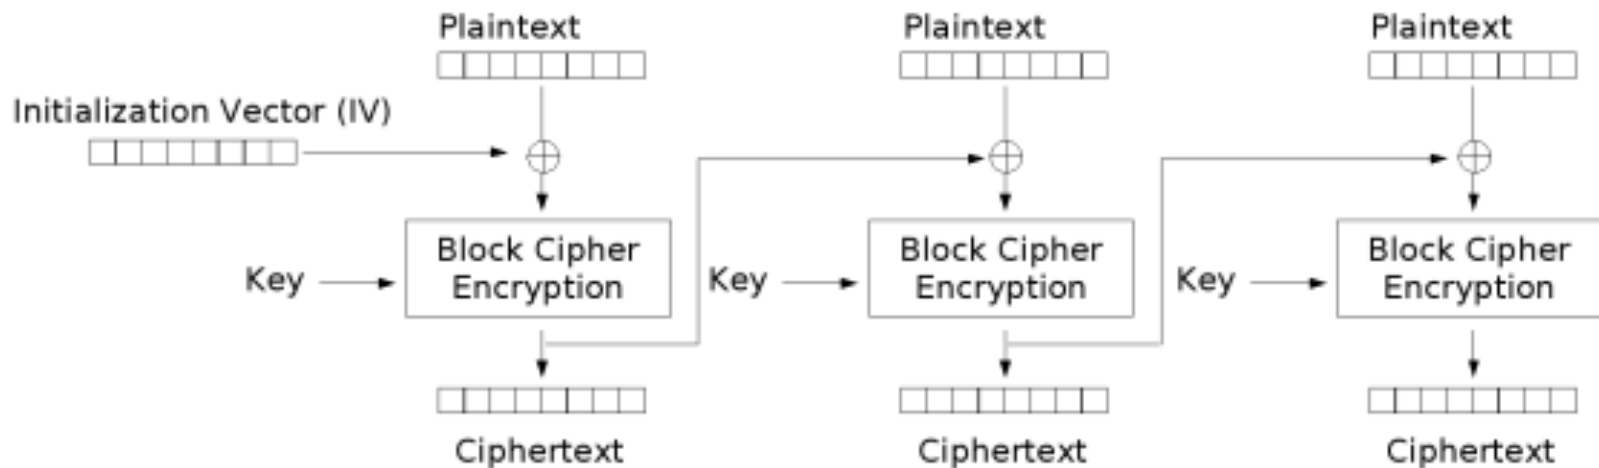 Plaintext
Plaintext
Plaintext
Initialization Vector (IV)
Key
Block Cipher
Encryption
Key
Block Cipher
Encryption
Key
Block Cipher
Encryption
Ciphertext
Ciphertext
Ciphertext